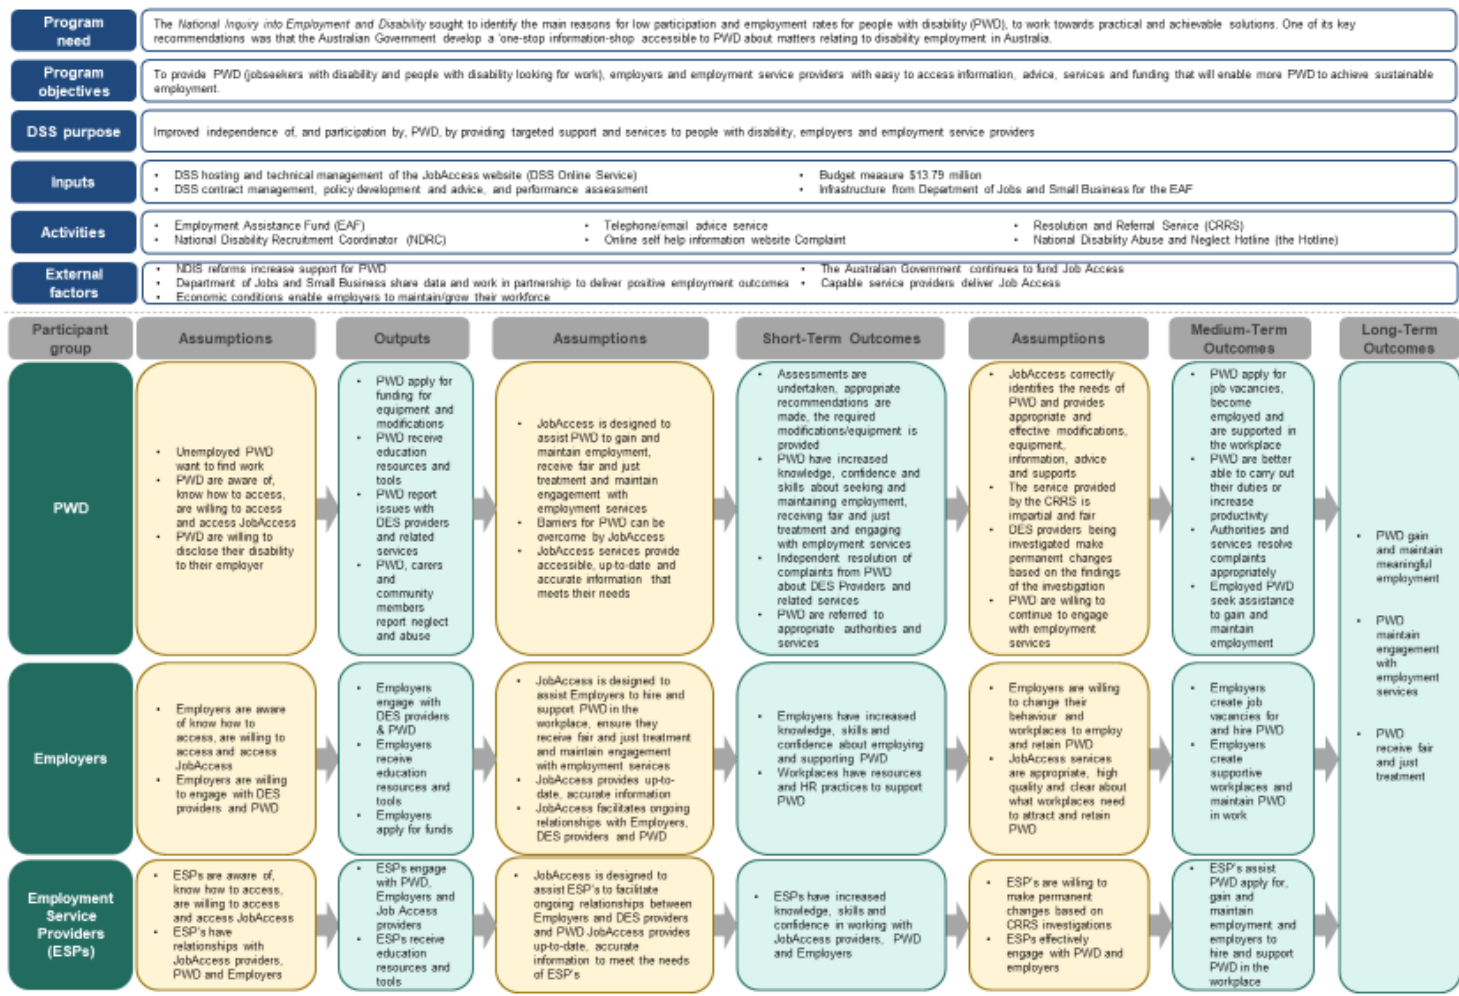 Program
need
The National Inquiry into Employment and Disability sought to identify the main reasons for low participation and employment rates for people with disability (PWD), to work towards practical and achievable solutions. One of its key
recommendations was that the Australian Government develop a 'one-stop information-shop accessible to PWD about matters relating to disability employment in Australia.
Program
objectives
To provide PWD (jobseekers with disability and people with disability looking for work), employers and employment service providers with easy to access information, advice, services and funding that will enable more PWD to achieve sustainable
employment.
DSS purpose
Improved independence of, and participation by, PWD, by providing targeted support and services to people with disability, employers and employment service providers
Inputs
• DSS hosting and technical management of the JobAccess website (DSS Online Service)
• DSS contract management, policy development and advice, and performance assessment
• Budget measure $13.79 million
• Infrastructure from Department of Jobs and Small Business for the EAF
Activities
• Employment Assistance Fund (EAF)
• National Disability Recruitment Coordinator (NDRC)
• Telephone/email advice service
• Online self help information website Complaint
• Resolution and Referral Service (CRRS)
• National Disability Abuse and Neglect Hotline (the Hotline)
External
factors
• NDIS reforms increase support for PWD
• Department of Jobs and Small Business share data and work in partnership to deliver positive employment outcomes
• Economic conditions enable employers to maintain/grow their workforce
• The Australian Government continues to fund Job Access
• Capable service providers deliver Job Access
Participant
group
Assumptions
Outputs
Assumptions
Short-Term Outcomes
Assumptions
Medium-Term
Outcomes
Long-Term
Outcomes
PWD
• Unemployed PWD
want to find work
• PWD are aware of,
know how to access,
are willing to access
and access JobAccess
• PWD are willing to
disclose their disability
to their employer
• PWD apply for
funding for
equipment and
modifications
• PWD receive
education
resources and
tools
• PWD report
issues with
DES providers
and related
services
• PWD, carers
and
community
members
report neglect
and abuse
• JobAccess is designed to
assist PWD to gain and
maintain employment,
receive fair and just
treatment and maintain
engagement with
employment services
• Barriers for PWD can be
overcome by JobAccess
• JobAccess services provide
accessible, up-to-date and
accurate information that
meets their needs
• Assessments are
undertaken, appropriate
recommendations are
made, the required
modifications/equipment is
provided
• PWD have increased
knowledge, confidence and
skills about seeking and
maintaining employment,
receiving fair and just
treatment and engaging
with employment services
• Independent resolution of
complaints from PWD
about DES Providers and
related services
• PWD are referred to
appropriate authorities and
services
• JobAccess correctly
identifies the needs of
PWD and provides
appropriate and
effective modifications,
equipment,
information, advice
and supports
• The service provided
by the CRRS is
impartial and fair
• DES providers being
investigated make
permanent changes
based on the findings
of the investigation
• PWD are willing to
continue to engage
with employment
services
• PWD apply for
job vacancies,
become
employed and
are supported in
the workplace
• PWD are better
able to carry out
their duties or
increase
productivity
• Authorities and
services resolve
complaints
appropriately
• Employed PWD
seek assistance
to gain and
maintain
employment
• PWD gain
and maintain
meaningful
employment
• PWD
maintain
engagement
with
employment
services
• PWD
receive fair
and just
treatment
Employers
• Employers are aware
of know how to
access, are willing to
access and access
JobAccess
• Employers are willing
to engage with DES
providers and PWD
• Employers
engage with
DES providers
& PWD
• Employers
receive
education
resources and
tools
• Employers
apply for funds
• JobAccess is designed to
assist Employers to hire and
support PWD in the
workplace, ensure they
receive fair and just treatment
and maintain engagement
with employment services
• JobAccess provides up-to-
date, accurate information
• JobAccess facilitates ongoing
relationships with Employers,
DES providers and PWD
• Employers have increased
knowledge, skills and
confidence about employing
and supporting PWD
• Workplaces have resources
and HR practices to support
PWD
• Employers are willing
to change their
behaviour and
workplaces to employ
and retain PWD
• JobAccess services
are appropriate, high
quality and clear about
what workplaces need
to attract and retain
PWD
• Employers
create job
vacancies for
and hire PWD
• Employers
create
supportive
workplaces and
maintain PWD
in work
Employment
Service
Providers
(ESPs)
• ESPs are aware of,
know how to access,
are willing to access
and access JobAccess
• ESP's have
relationships with
JobAccess providers,
PWD and Employers
• ESPs engage
with PWD,
Employers and
Job Access
providers
• ESPs receive
education
resources and
tools
• JobAccess is designed to
assist ESP's to facilitate
ongoing relationships between
Employers and DES providers
and PWD JobAccess provides
up-to-date, accurate
information to meet the needs
of ESP's
• ESPs have increased
knowledge, skills and
confidence in working with
JobAccess providers, PWD
and Employers
• ESP's are willing to
make permanent
changes based on
CRRS investigations
• ESPs effectively
engage with PWD and
employers
• ESP's assist
PWD apply for,
gain and
maintain
employment and
employers to
hire and support
PWD in the
workplace